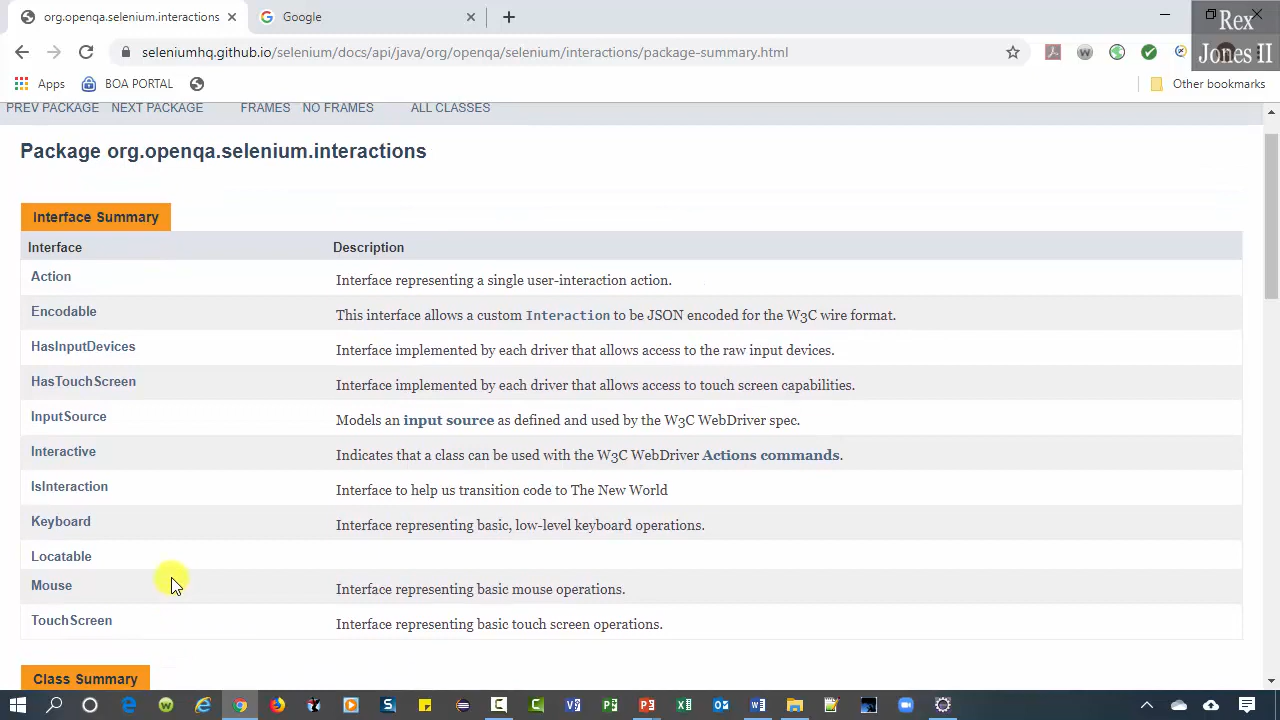 org.openqa.selenium.interactions
Google
Rex Jones II
seleniumhq.github.io/selenium/docs/api/java/org/openqa/selenium/interactions/package-summary.html
Apps BOA PORTAL Other bookmarks
PREV PACKAGE NEXT PACKAGE FRAMES NO FRAMES ALL CLASSES
Package org.openqa.selenium.interactions
Interface Summary
Interface Description
Action Interface representing a single user-interaction action.
Encodable This interface allows a custom Interaction to be JSON encoded for the W3C wire format.
HasInputDevices Interface implemented by each driver that allows access to the raw input devices.
HasTouchScreen Interface implemented by each driver that allows access to touch screen capabilities.
InputSource Models an input source as defined and used by the W3C WebDriver spec.
Interactive Indicates that a class can be used with the W3C WebDriver Actions commands.
IsInteraction Interface to help us transition code to The New World
Keyboard Interface representing basic, low-level keyboard operations.
Locatable
Mouse Interface representing basic mouse operations.
TouchScreen Interface representing basic touch screen operations.
Class Summary